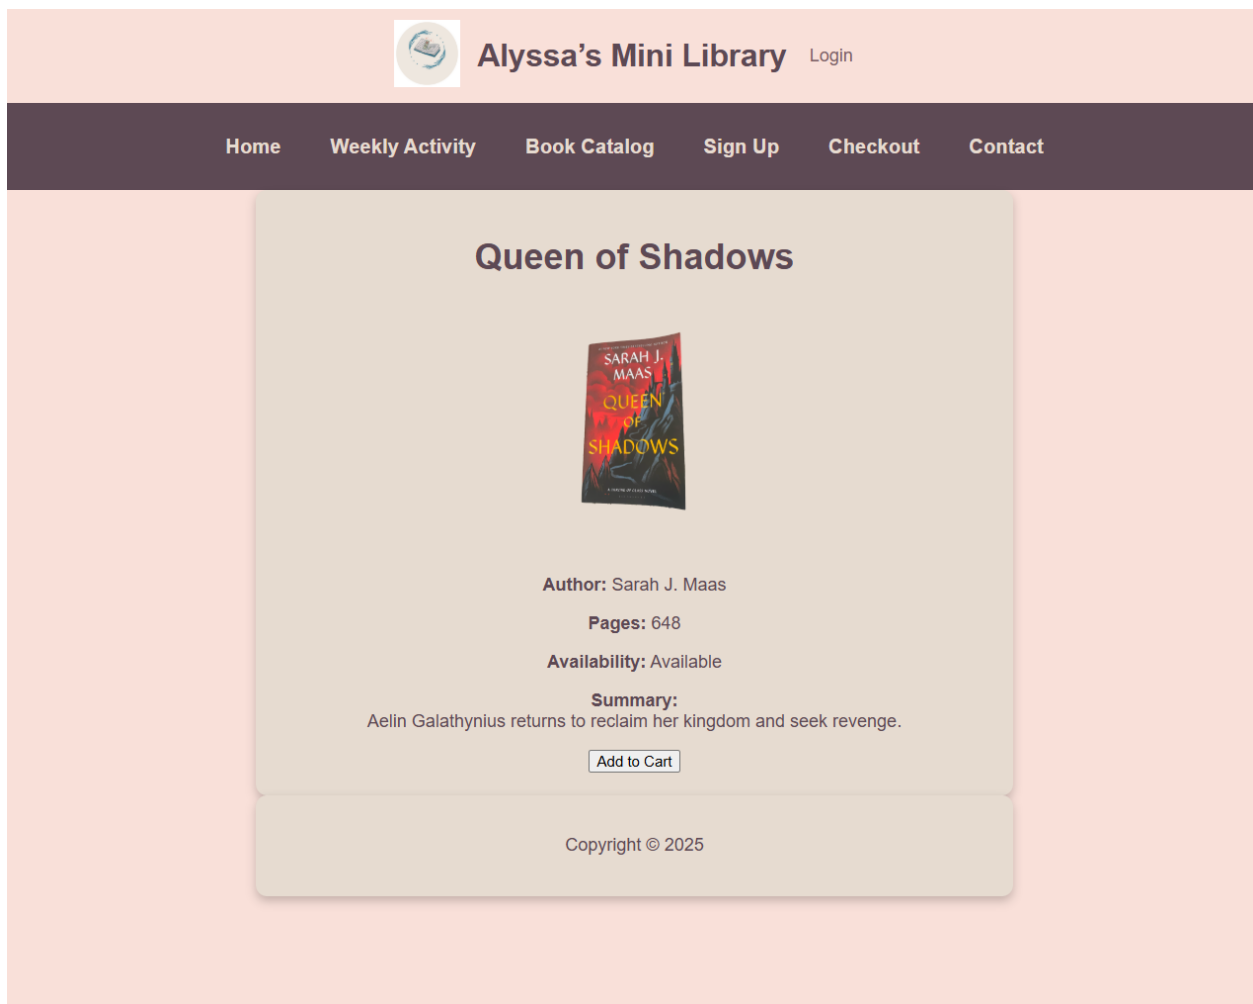 Alyssa’s Mini Library
Login
Home
Weekly Activity
Book Catalog
Sign Up
Checkout
Contact
Queen of Shadows
SARAH J.
MAAS
QUEEN
OF
SHADOWS
Author: Sarah J. Maas
Pages: 648
Availability: Available
Summary:
Aelin Galathynius returns to reclaim her kingdom and seek revenge.
Add to Cart
Copyright © 2025